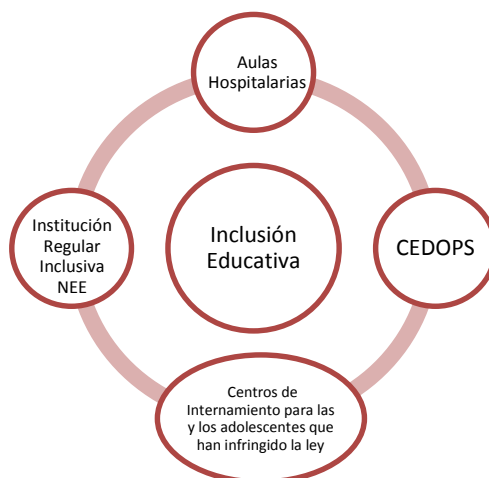 Aulas
Hospitalarias
Institución
Regular
Inclusiva
NEE
Inclusión
Educativa
CEDOPS
Centros de
Internamiento para las
y los adolescentes que
han infringido la ley